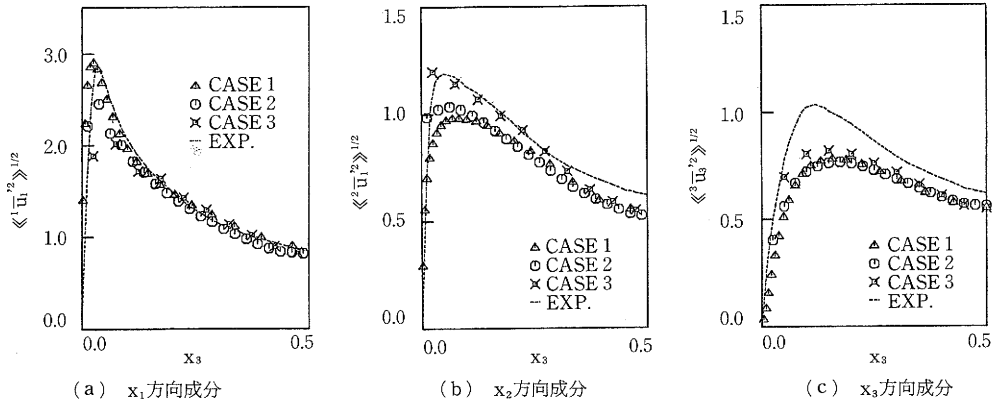 3.0
2.0
1.0
0.0
≪¹ū₁′²≫^1/2
△ CASE 1
○ CASE 2
¤ CASE 3
---- EXP.
0.0
0.5
x₃
(a) x₁方向成分
1.5
1.0
0.5
0.0
≪²ū₁′²≫^1/2
△ CASE 1
○ CASE 2
¤ CASE 3
---- EXP.
0.0
0.5
x₃
(b) x₂方向成分
1.5
1.0
0.5
0.0
≪³ū₃′²≫^1/2
△ CASE 1
○ CASE 2
¤ CASE 3
---- EXP.
0.0
0.5
x₃
(c) x₃方向成分